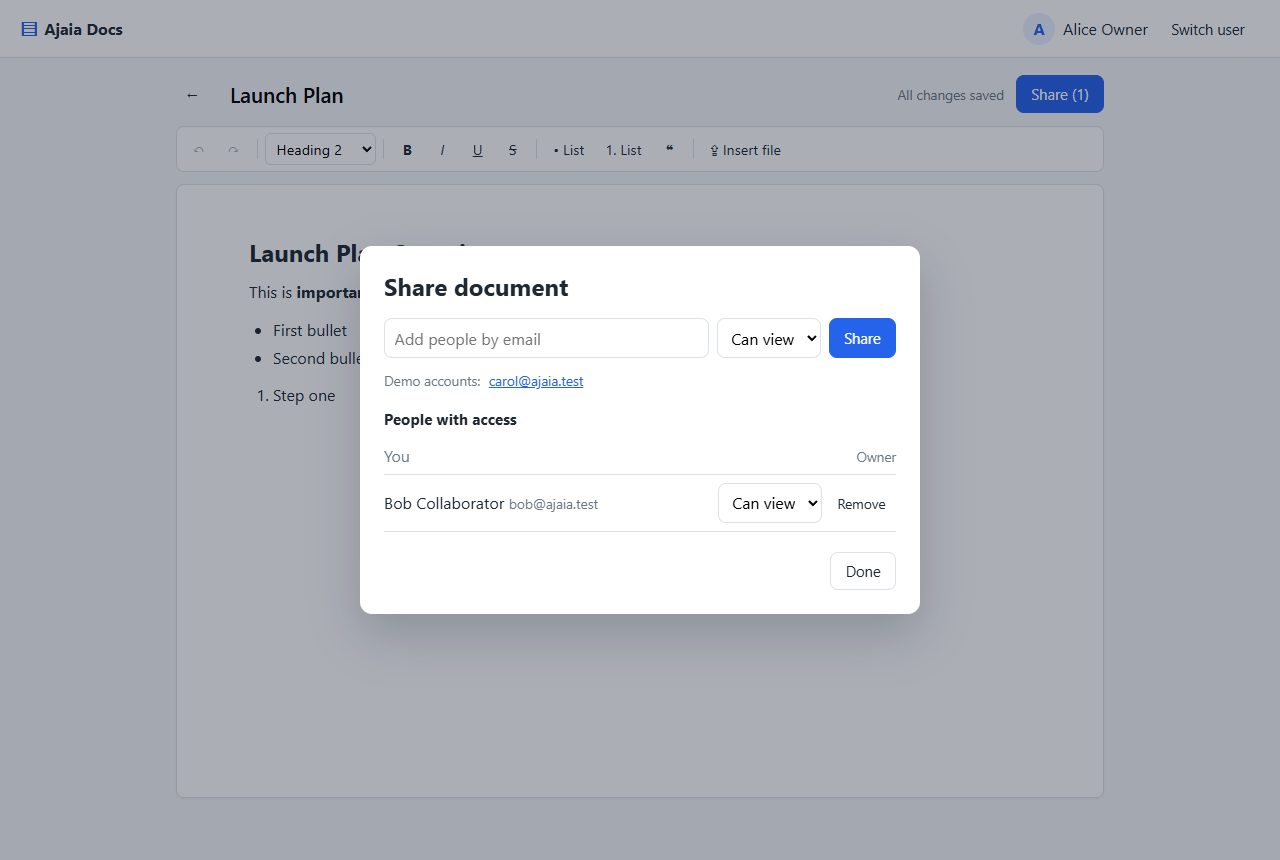 Ajaia Docs
A Alice Owner Switch user
← Launch Plan
All changes saved Share (1)
Heading 2 B I U S • List 1. List ❝ ⇪ Insert file
Launch
This is
First bullet
Second
1. Step one
Share document
Add people by email Can view Share
Demo accounts: carol@ajaia.test
People with access
You Owner
Bob Collaborator bob@ajaia.test Can view Remove
Done